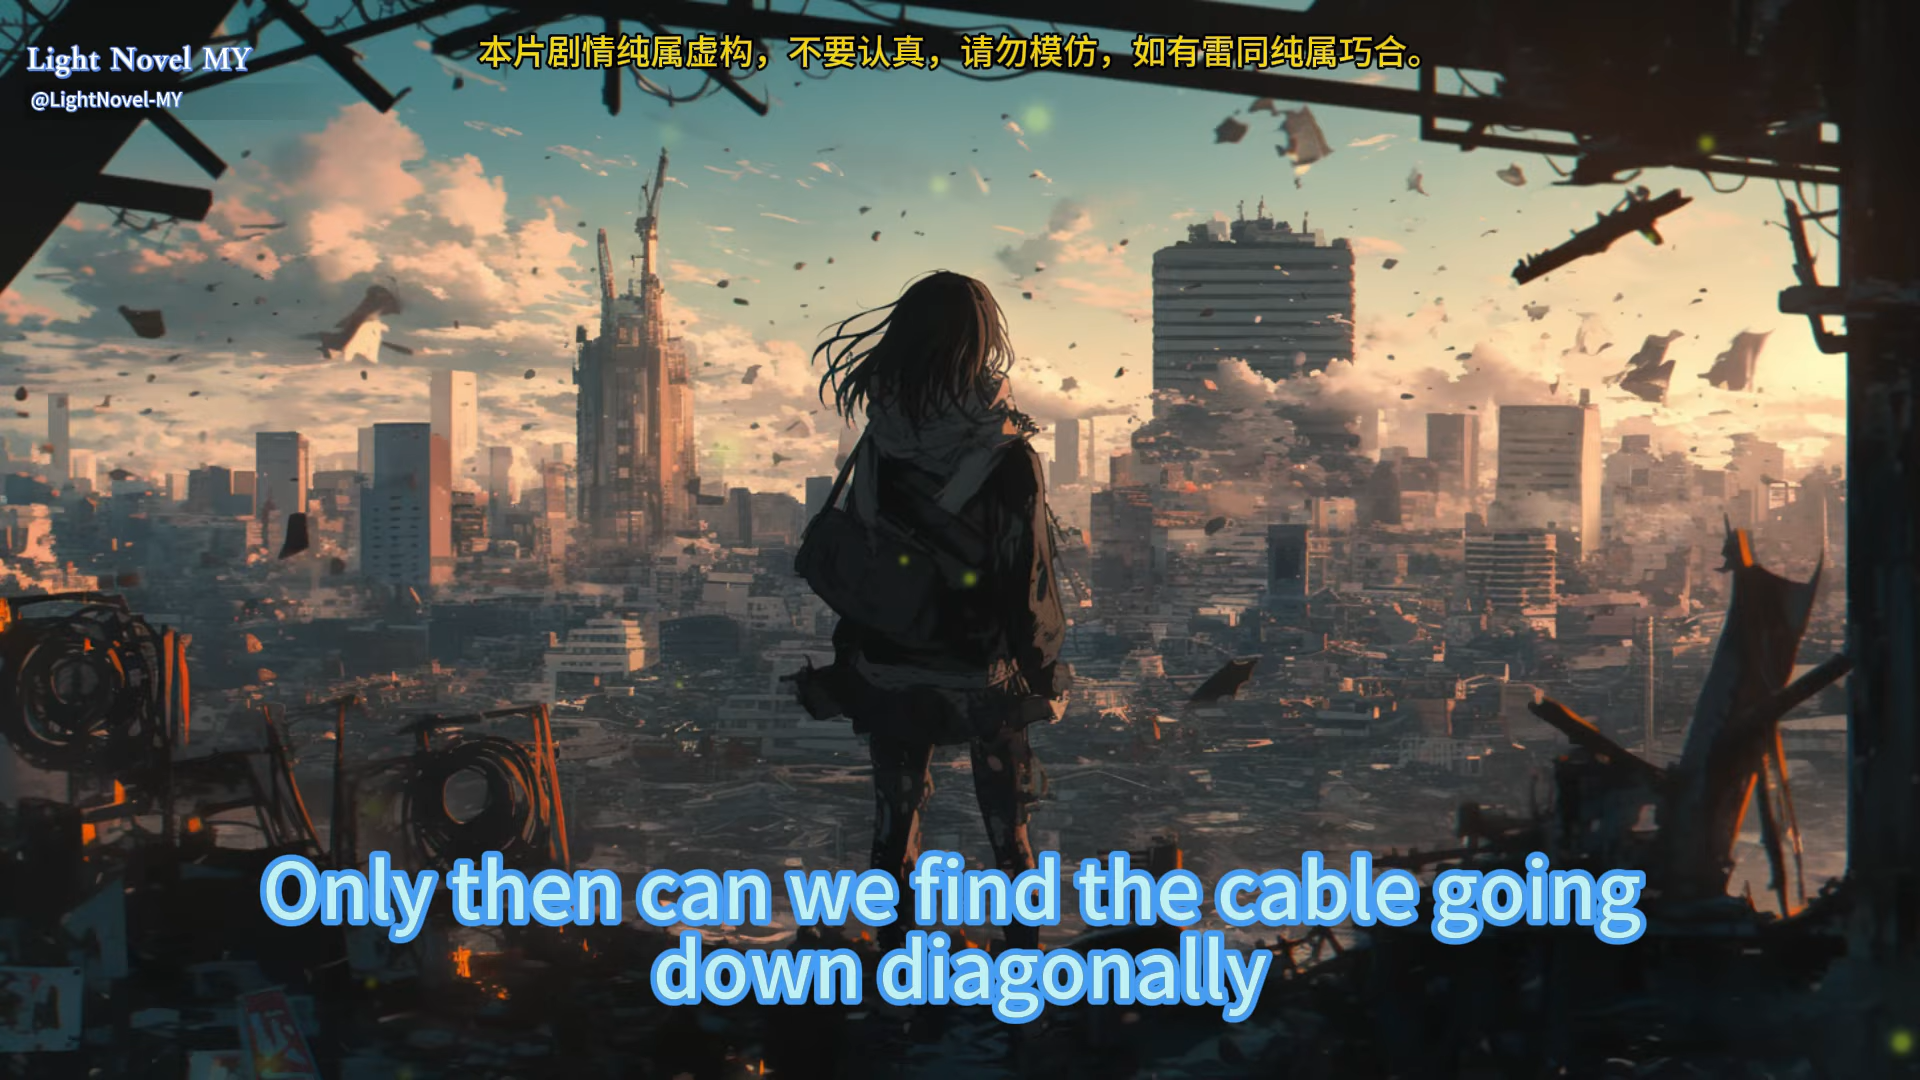 本片剧情纯属虚构，不要认真，请勿模仿，如有雷同纯属巧合。
Light Novel MY
@LightNovel-MY
Only then can we find the cable going
down diagonally